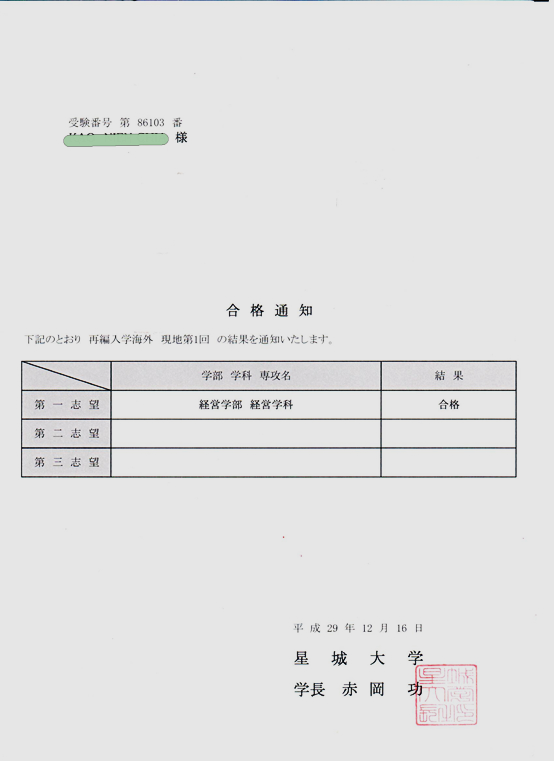 受験番号 第 86103 番
様
合格通知
下記のとおり 再編入学海外 現地第1回 の結果を通知いたします。
学部 学科 専攻名 結果
第一志望 経営学部 経営学科 合格
第二志望
第三志望
平成 29 年 12 月 16 日
星城大学
学長 赤岡 功